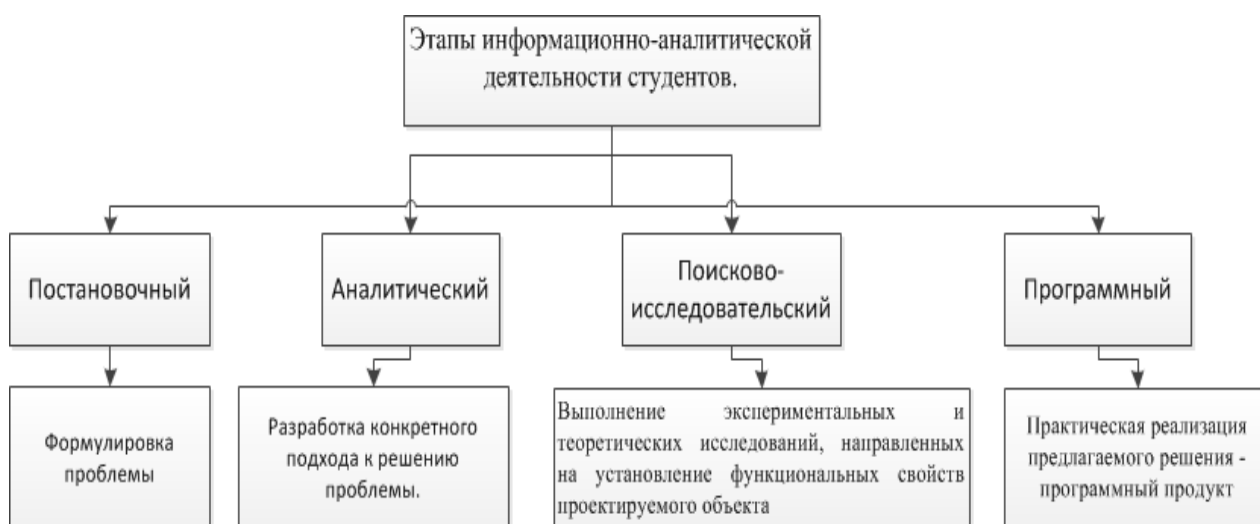 Этапы информационно-аналитической
деятельности студентов.
Постановочный
Аналитический
Поисково-
исследовательский
Программный
Формулировка
проблемы
Разработка конкретного
подхода к решению
проблемы.
Выполнение экспериментальных и
теоретических исследований, направленных
на установление функциональных свойств
проектируемого объекта
Практическая реализация
предлагаемого решения -
программный продукт